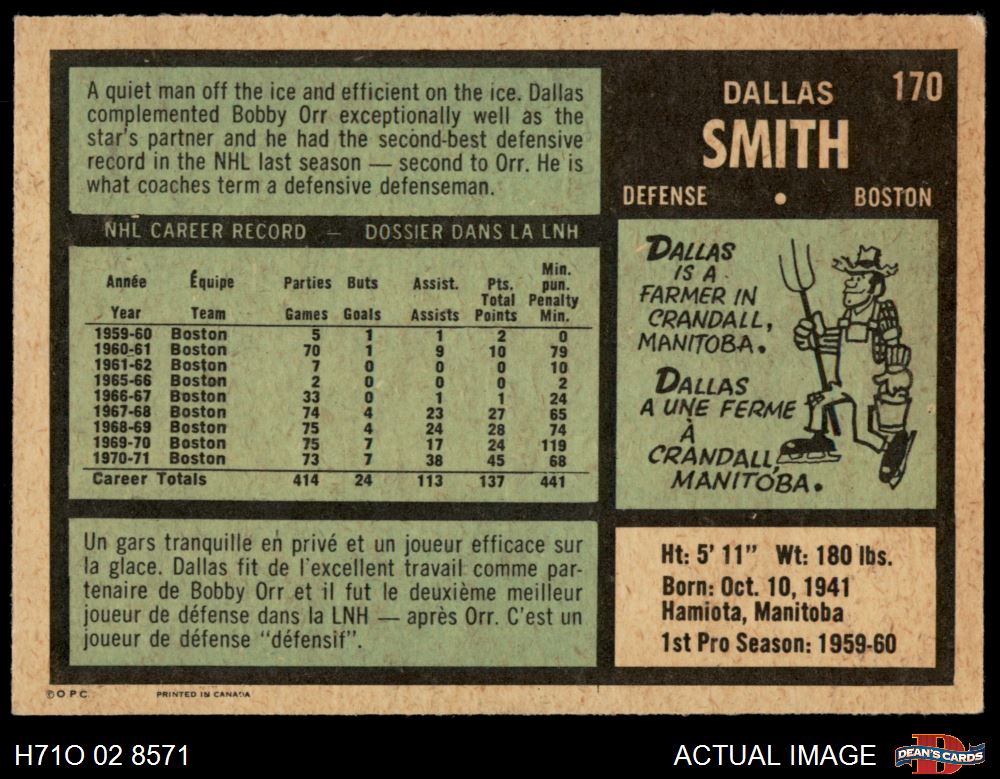 A quiet man off the ice and efficient on the ice. Dallas
complemented Bobby Orr exceptionally well as the
star's partner and he had the second-best defensive
record in the NHL last season — second to Orr. He is
what coaches term a defensive defenseman.
170
DALLAS
SMITH
DEFENSE • BOSTON
NHL CAREER RECORD — DOSSIER DANS LA LNH
Année Équipe Parties Buts Assist. Pts. Total Points Min. pun. Penalty Min.
Year Team Games Goals Assists
1959-60 Boston 5 1 1 2 0
1960-61 Boston 70 1 9 10 79
1961-62 Boston 7 0 0 0 10
1965-66 Boston 2 0 0 0 2
1966-67 Boston 33 0 1 1 24
1967-68 Boston 74 4 23 27 65
1968-69 Boston 75 4 24 28 74
1969-70 Boston 75 7 17 24 119
1970-71 Boston 73 7 38 45 68
Career Totals 414 24 113 137 441
DALLAS
IS A
FARMER IN
CRANDALL,
MANITOBA.
DALLAS
A UNE FERME
À
CRANDALL,
MANITOBA.
Un gars tranquille en privé et un joueur efficace sur
la glace. Dallas fit de l'excellent travail comme par-
tenaire de Bobby Orr et il fut le deuxième meilleur
joueur de défense dans la LNH — après Orr. C'est un
joueur de défense "défensif".
Ht: 5' 11" Wt: 180 lbs.
Born: Oct. 10, 1941
Hamiota, Manitoba
1st Pro Season: 1959-60
© O P C PRINTED IN CANADA
H71O 02 8571
ACTUAL IMAGE
DEAN'S CARDS